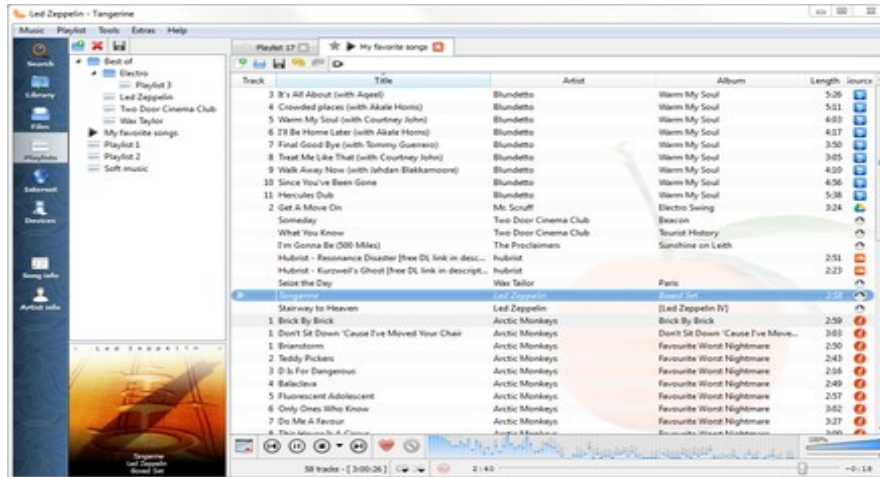 Led Zeppelin - Tangerine
Music Playlist Tools Extras Help
Search
Library
Files
Playlists
Internet
Devices
Song info
Artist info
Best of
Electro
Playlist 3
Led Zeppelin
Two Door Cinema Club
Wax Taylor
My favorite songs
Playlist 1
Playlist 2
Soft music
Playlist 17 My favorite songs
Track Title Artist Album Length Source
3 It's All About (with Aqeel) Blundetto Warm My Soul 5:26
4 Crowded places (with Akale Horns) Blundetto Warm My Soul 5:11
5 Warm My Soul (with Courtney John) Blundetto Warm My Soul 4:03
6 I'll Be Home Later (with Akale Horns) Blundetto Warm My Soul 4:17
7 Final Good Bye (with Tommy Guerrero) Blundetto Warm My Soul 3:50
8 Treat Me Like That (with Courtney John) Blundetto Warm My Soul 3:05
9 Walk Away Now (with Jahdan Blakkamoore) Blundetto Warm My Soul 4:10
10 Since You've Been Gone Blundetto Warm My Soul 4:56
11 Hercules Dub Blundetto Warm My Soul 5:38
2 Get A Move On Mr. Scruff Electro Swing 3:24
Someday Two Door Cinema Club Beacon
What You Know Two Door Cinema Club Tourist History
I'm Gonna Be (500 Miles) The Proclaimers Sunshine on Leith
Hubrist - Resonance Disaster [free DL link in desc... hubrist 2:51
Hubrist - Kurzweil's Ghost [free DL link in descript... hubrist 2:23
Seize the Day Wax Tailor Paris
Tangerine Led Zeppelin Boxed Set 2:58
Stairway to Heaven Led Zeppelin [Led Zeppelin IV]
1 Brick By Brick Arctic Monkeys Brick By Brick 2:59
1 Don't Sit Down 'Cause I've Moved Your Chair Arctic Monkeys Don't Sit Down 'Cause I've Move... 3:03
1 Brianstorm Arctic Monkeys Favourite Worst Nightmare 2:50
2 Teddy Pickers Arctic Monkeys Favourite Worst Nightmare 2:43
3 D Is For Dangerous Arctic Monkeys Favourite Worst Nightmare 2:16
4 Balaclava Arctic Monkeys Favourite Worst Nightmare 2:49
5 Fluorescent Adolescent Arctic Monkeys Favourite Worst Nightmare 2:57
6 Only Ones Who Know Arctic Monkeys Favourite Worst Nightmare 3:02
7 Do Me A Favour Arctic Monkeys Favourite Worst Nightmare 3:27
8 This House Is A Circus Arctic Monkeys Favourite Worst Nightmare
Led Zeppelin
Tangerine
Led Zeppelin
Boxed Set
100%
58 tracks - [ 3:00:26 ] 2:40 -0:18